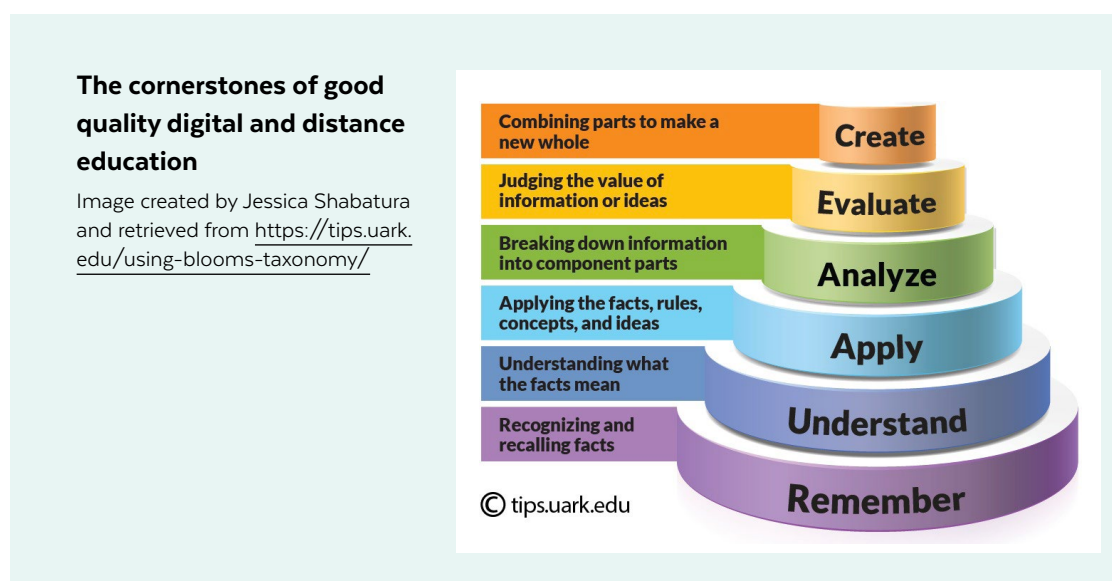 The cornerstones of good
quality digital and distance
education
Image created by Jessica Shabatura
and retrieved from https://tips.uark.
edu/using-blooms-taxonomy/
Combining parts to make a
new whole
Create
Judging the value of
information or ideas
Evaluate
Breaking down information
into component parts
Analyze
Applying the facts, rules,
concepts, and ideas
Apply
Understanding what
the facts mean
Understand
Recognizing and
recalling facts
Remember
© tips.uark.edu